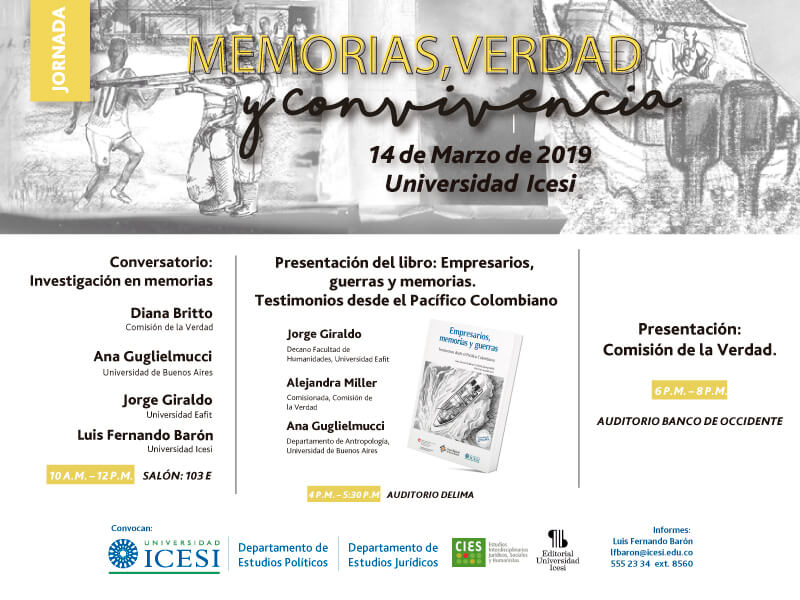 JORNADA
MEMORIAS, VERDAD
y convivencia
14 de Marzo de 2019
Universidad Icesi
Conversatorio:
Investigación en memorias
Diana Britto
Comisión de la Verdad
Ana Guglielmucci
Universidad de Buenos Aires
Jorge Giraldo
Universidad Eafit
Luis Fernando Barón
Universidad Icesi
10 A.M. – 12 P.M. SALÓN: 103 E
Presentación del libro: Empresarios,
guerras y memorias.
Testimonios desde el Pacífico Colombiano
Jorge Giraldo
Decano Facultad de
Humanidades, Universidad Eafit
Alejandra Miller
Comisionada, Comisión de
la Verdad
Ana Guglielmucci
Departamento de Antropología,
Universidad de Buenos Aires
Empresarios,
memorias y guerras
Testimonios desde el Pacífico Colombiano
4 P.M. – 5:30 P.M AUDITORIO DELIMA
Presentación:
Comisión de la Verdad.
6 P.M. – 8 P.M.
AUDITORIO BANCO DE OCCIDENTE
Convocan:
UNIVERSIDAD
ICESI
Departamento de
Estudios Políticos
Departamento de
Estudios Jurídicos
CIES
Estudios
Interdisciplinarios
Jurídicos, Sociales
y Humanistas
Editorial
Universidad
Icesi
Informes:
Luis Fernando Barón
lfbaron@icesi.edu.co
555 23 34 ext. 8560